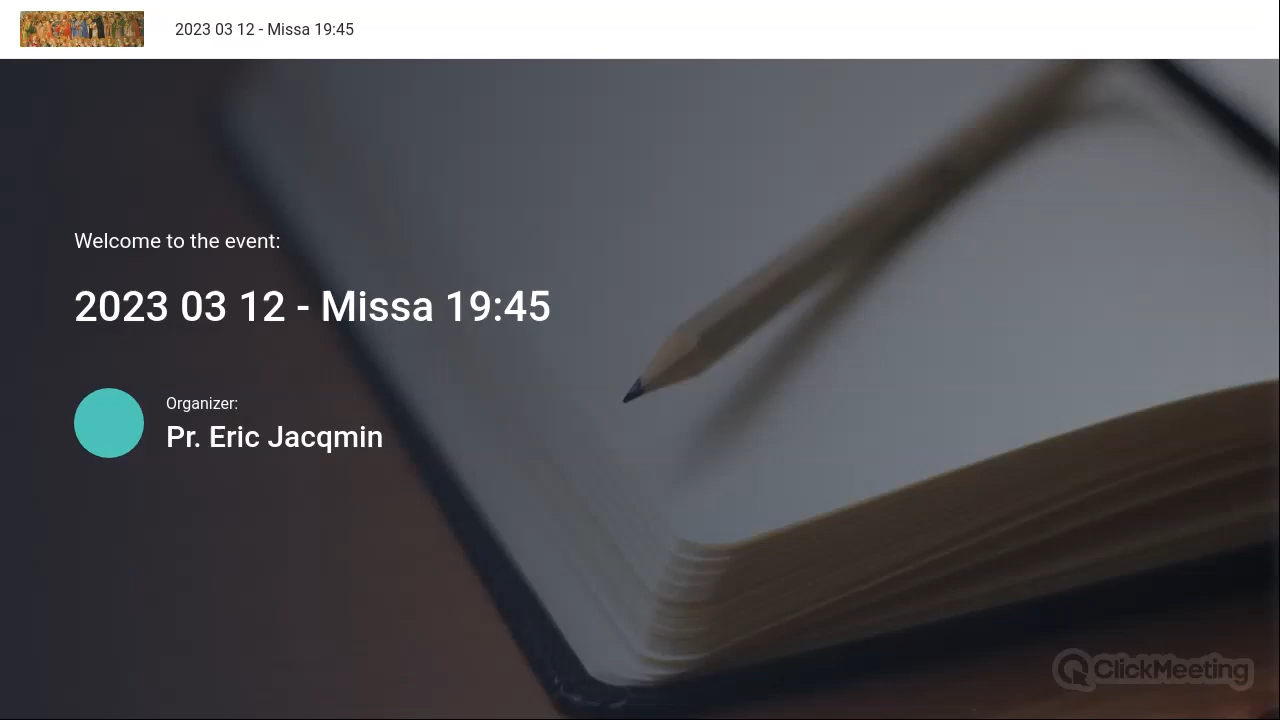 2023 03 12 - Missa 19:45
Welcome to the event:
2023 03 12 - Missa 19:45
Organizer:
Pr. Eric Jacqmin
ClickMeeting